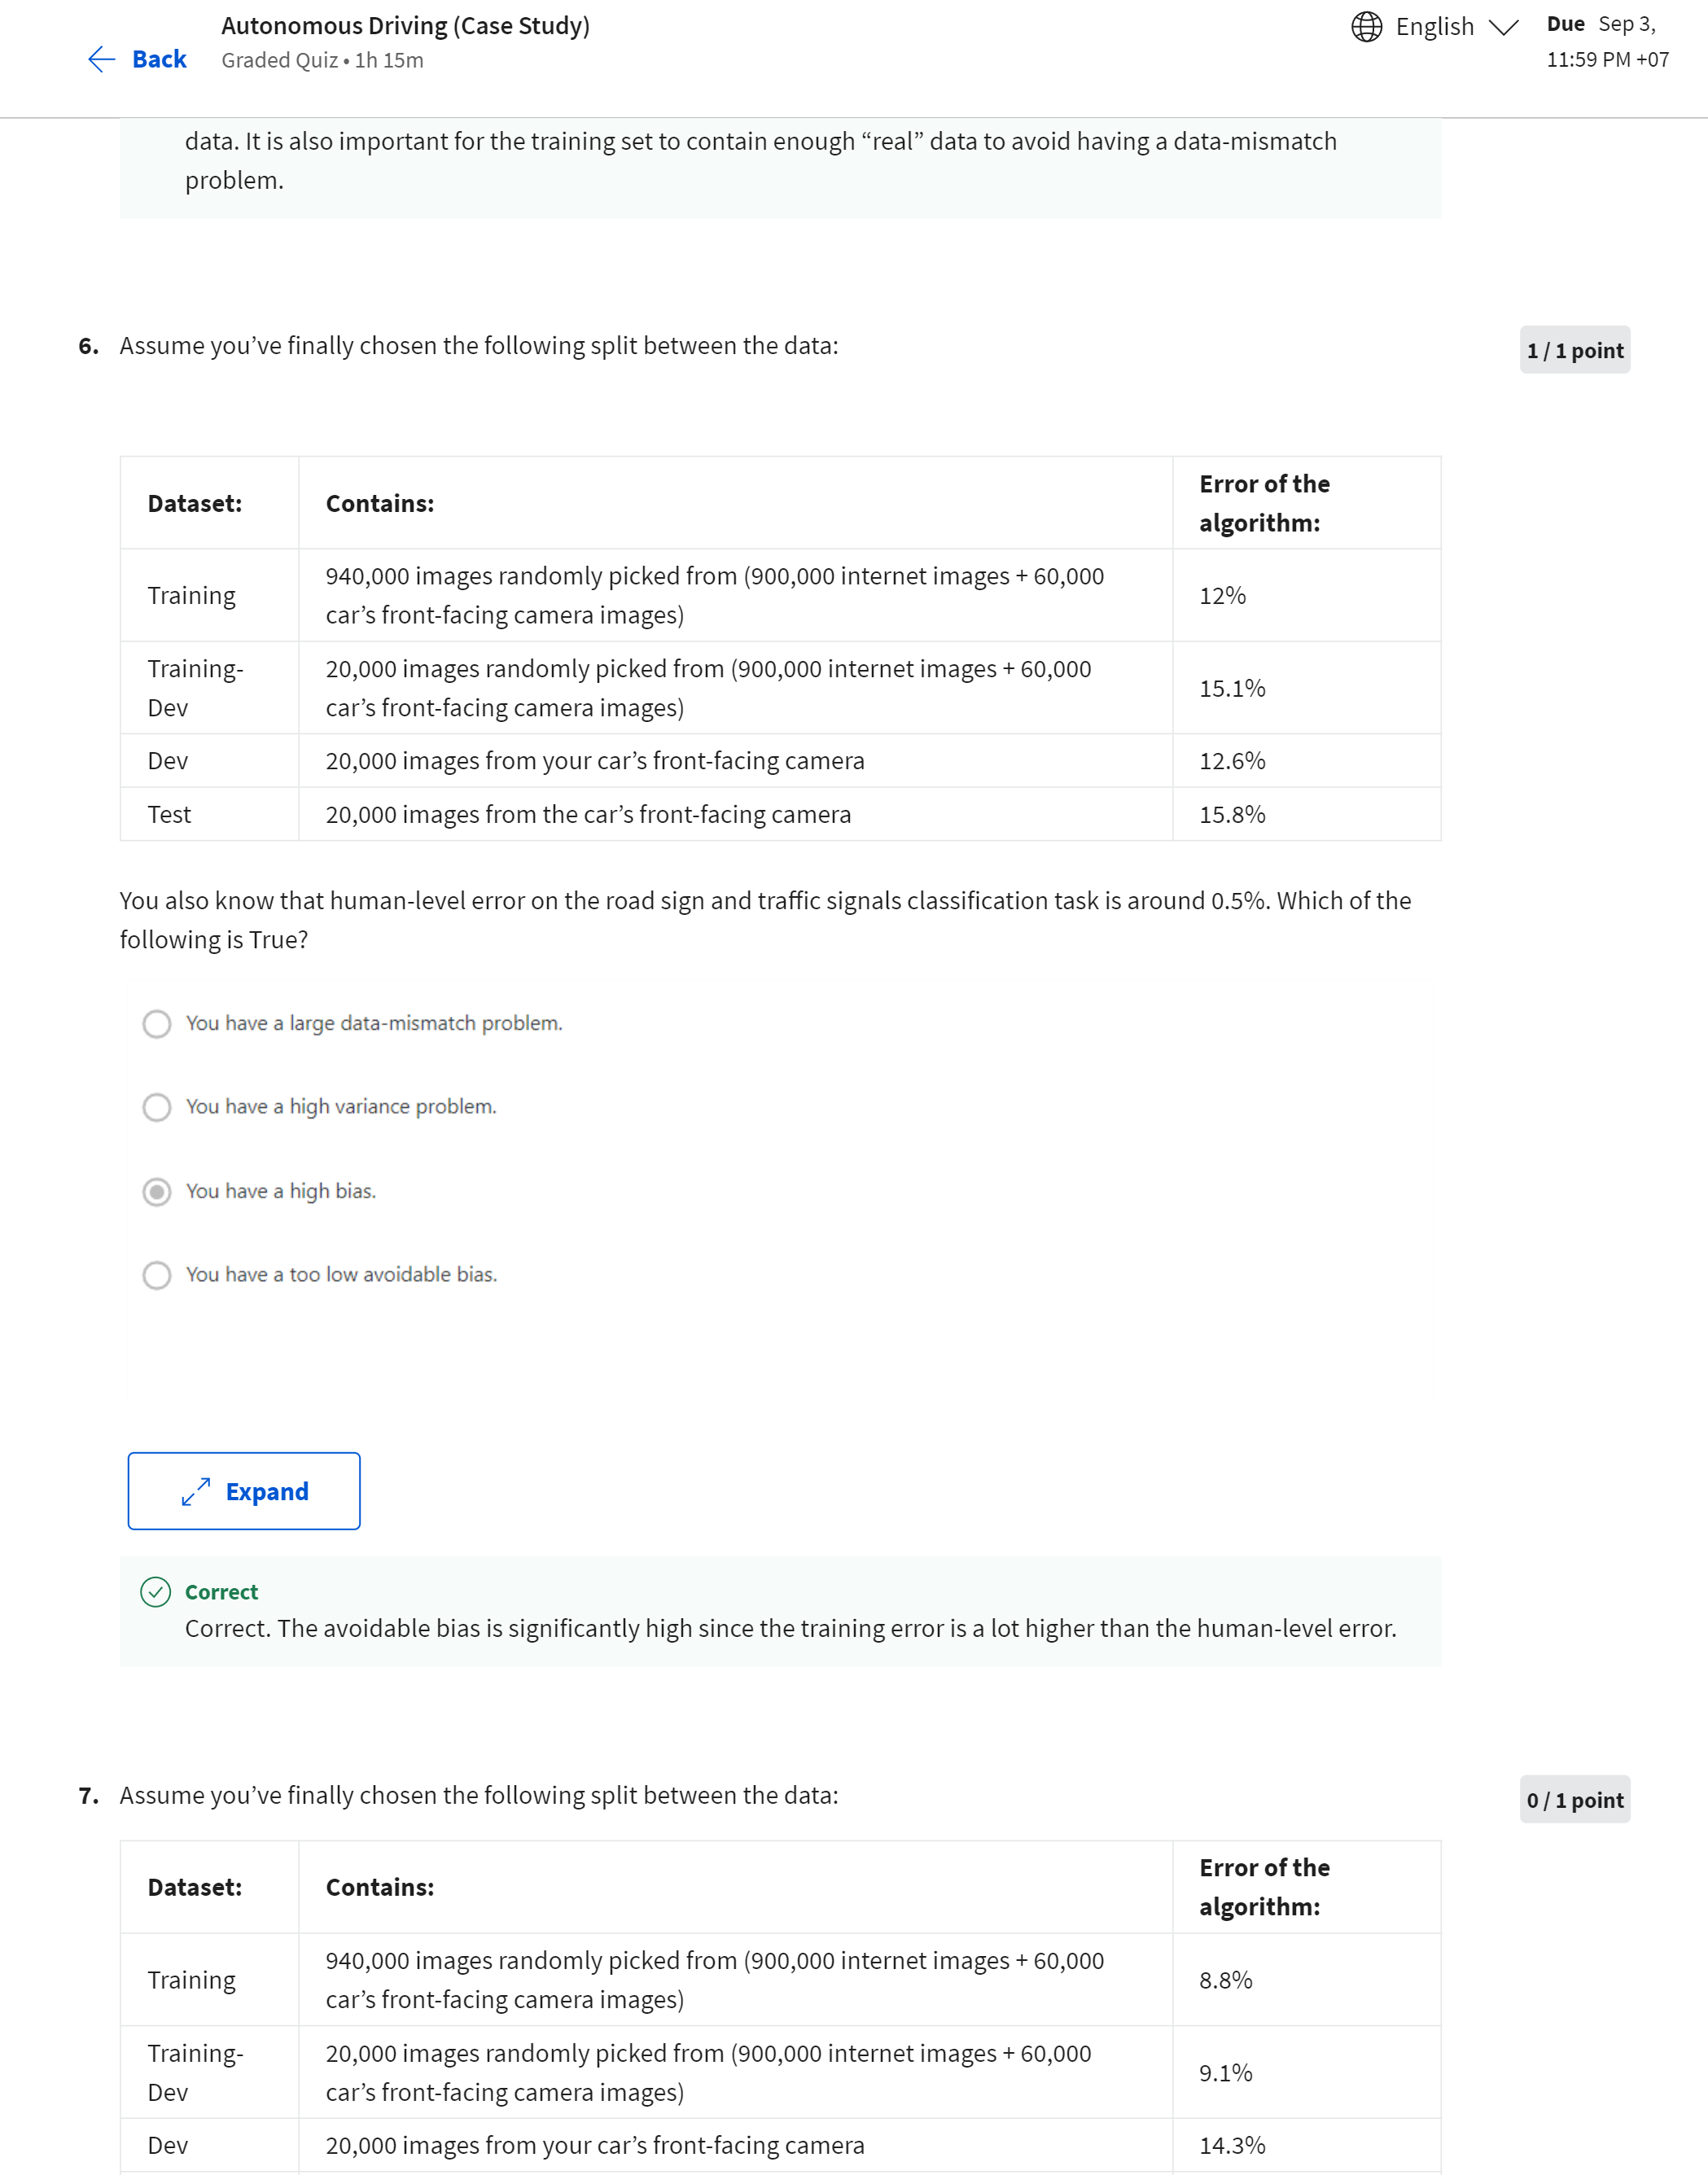 Autonomous Driving (Case Study)
Back
Graded Quiz • 1h 15m
English
Due Sep 3,
11:59 PM +07
data. It is also important for the training set to contain enough “real” data to avoid having a data-mismatch
problem.
6. Assume you’ve finally chosen the following split between the data:
1 / 1 point
Dataset:
Contains:
Error of the
algorithm:
Training
940,000 images randomly picked from (900,000 internet images + 60,000
car’s front-facing camera images)
12%
Training-
Dev
20,000 images randomly picked from (900,000 internet images + 60,000
car’s front-facing camera images)
15.1%
Dev
20,000 images from your car’s front-facing camera
12.6%
Test
20,000 images from the car’s front-facing camera
15.8%
You also know that human-level error on the road sign and traffic signals classification task is around 0.5%. Which of the
following is True?
You have a large data-mismatch problem.
You have a high variance problem.
You have a high bias.
You have a too low avoidable bias.
Expand
Correct
Correct. The avoidable bias is significantly high since the training error is a lot higher than the human-level error.
7. Assume you’ve finally chosen the following split between the data:
0 / 1 point
Dataset:
Contains:
Error of the
algorithm:
Training
940,000 images randomly picked from (900,000 internet images + 60,000
car’s front-facing camera images)
8.8%
Training-
Dev
20,000 images randomly picked from (900,000 internet images + 60,000
car’s front-facing camera images)
9.1%
Dev
20,000 images from your car’s front-facing camera
14.3%